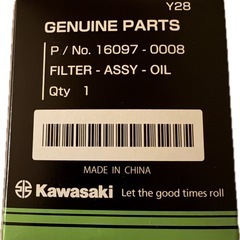 Y28
GENUINE PARTS
P / No. 16097 - 0008
FILTER - ASSY - OIL
Qty 1
MADE IN CHINA
Kawasaki Let the good times roll